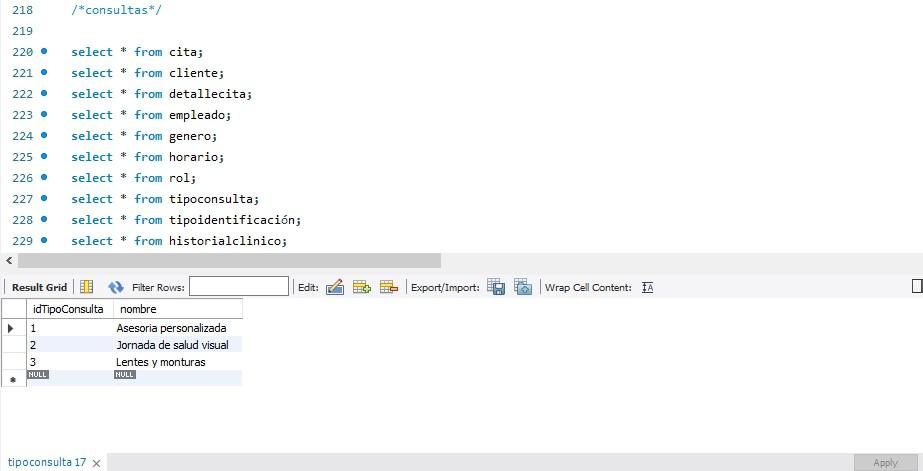 218 /*consultas*/
219
220 select * from cita;
221 select * from cliente;
222 select * from detallecita;
223 select * from empleado;
224 select * from genero;
225 select * from horario;
226 select * from rol;
227 select * from tipoconsulta;
228 select * from tipoidentificación;
229 select * from historialclinico;
Result Grid Filter Rows: Edit: Export/Import: Wrap Cell Content: IA
idTipoConsulta nombre
1 Asesoria personalizada
2 Jornada de salud visual
3 Lentes y monturas
NULL NULL
tipoconsulta 17 Apply